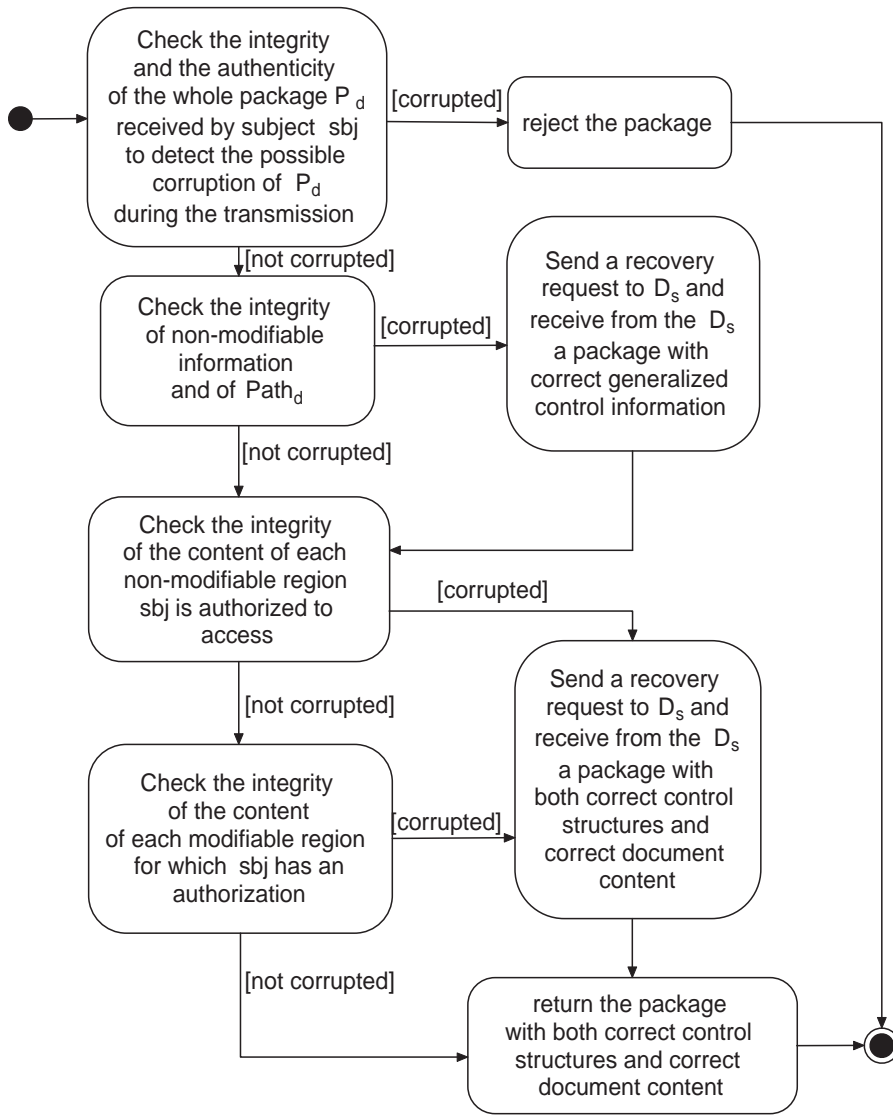 Check the integrity
and the authenticity
of the whole package P d
received by subject sbj
to detect the possible
corruption of Pd
during the transmission
[corrupted]
reject the package
[not corrupted]
Check the integrity
of non-modifiable
information
and of Pathd
[corrupted]
Send a recovery
request to Ds and
receive from the Ds
a package with
correct generalized
control information
[not corrupted]
Check the integrity
of the content of each
non-modifiable region
sbj is authorized to
access
[corrupted]
[not corrupted]
Send a recovery
request to Ds and
receive from the Ds
a package with
both correct control
structures and
correct document
content
Check the integrity
of the content
of each modifiable region
for which sbj has an
authorization
[corrupted]
[not corrupted]
return the package
with both correct control
structures and correct
document content